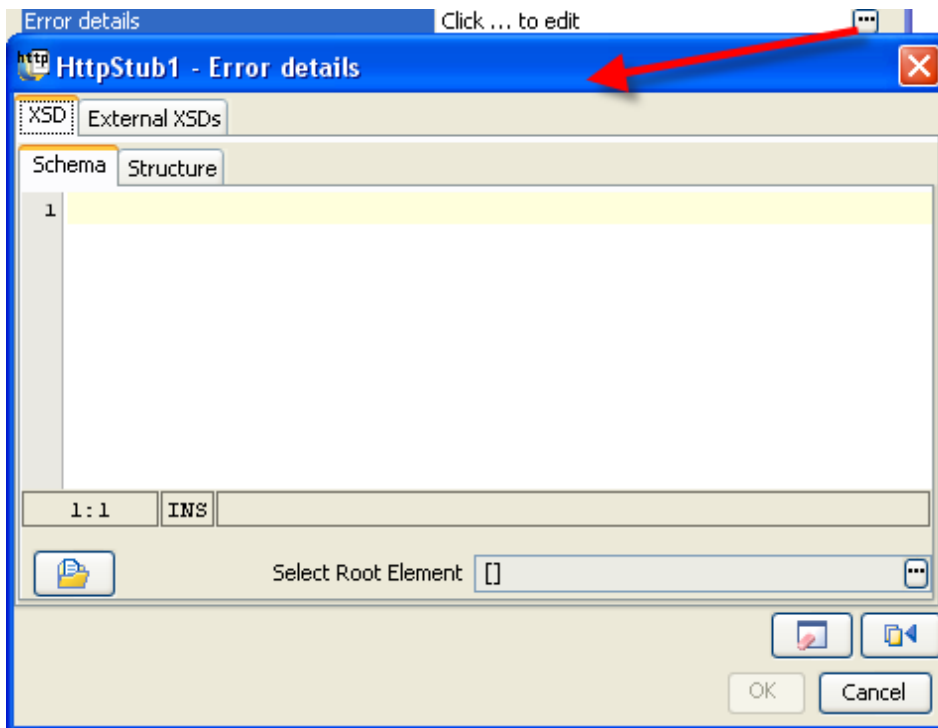 Error details Click ... to edit
http HttpStub1 - Error details
XSD External XSDs
Schema Structure
1
1:1 INS
Select Root Element []
OK Cancel